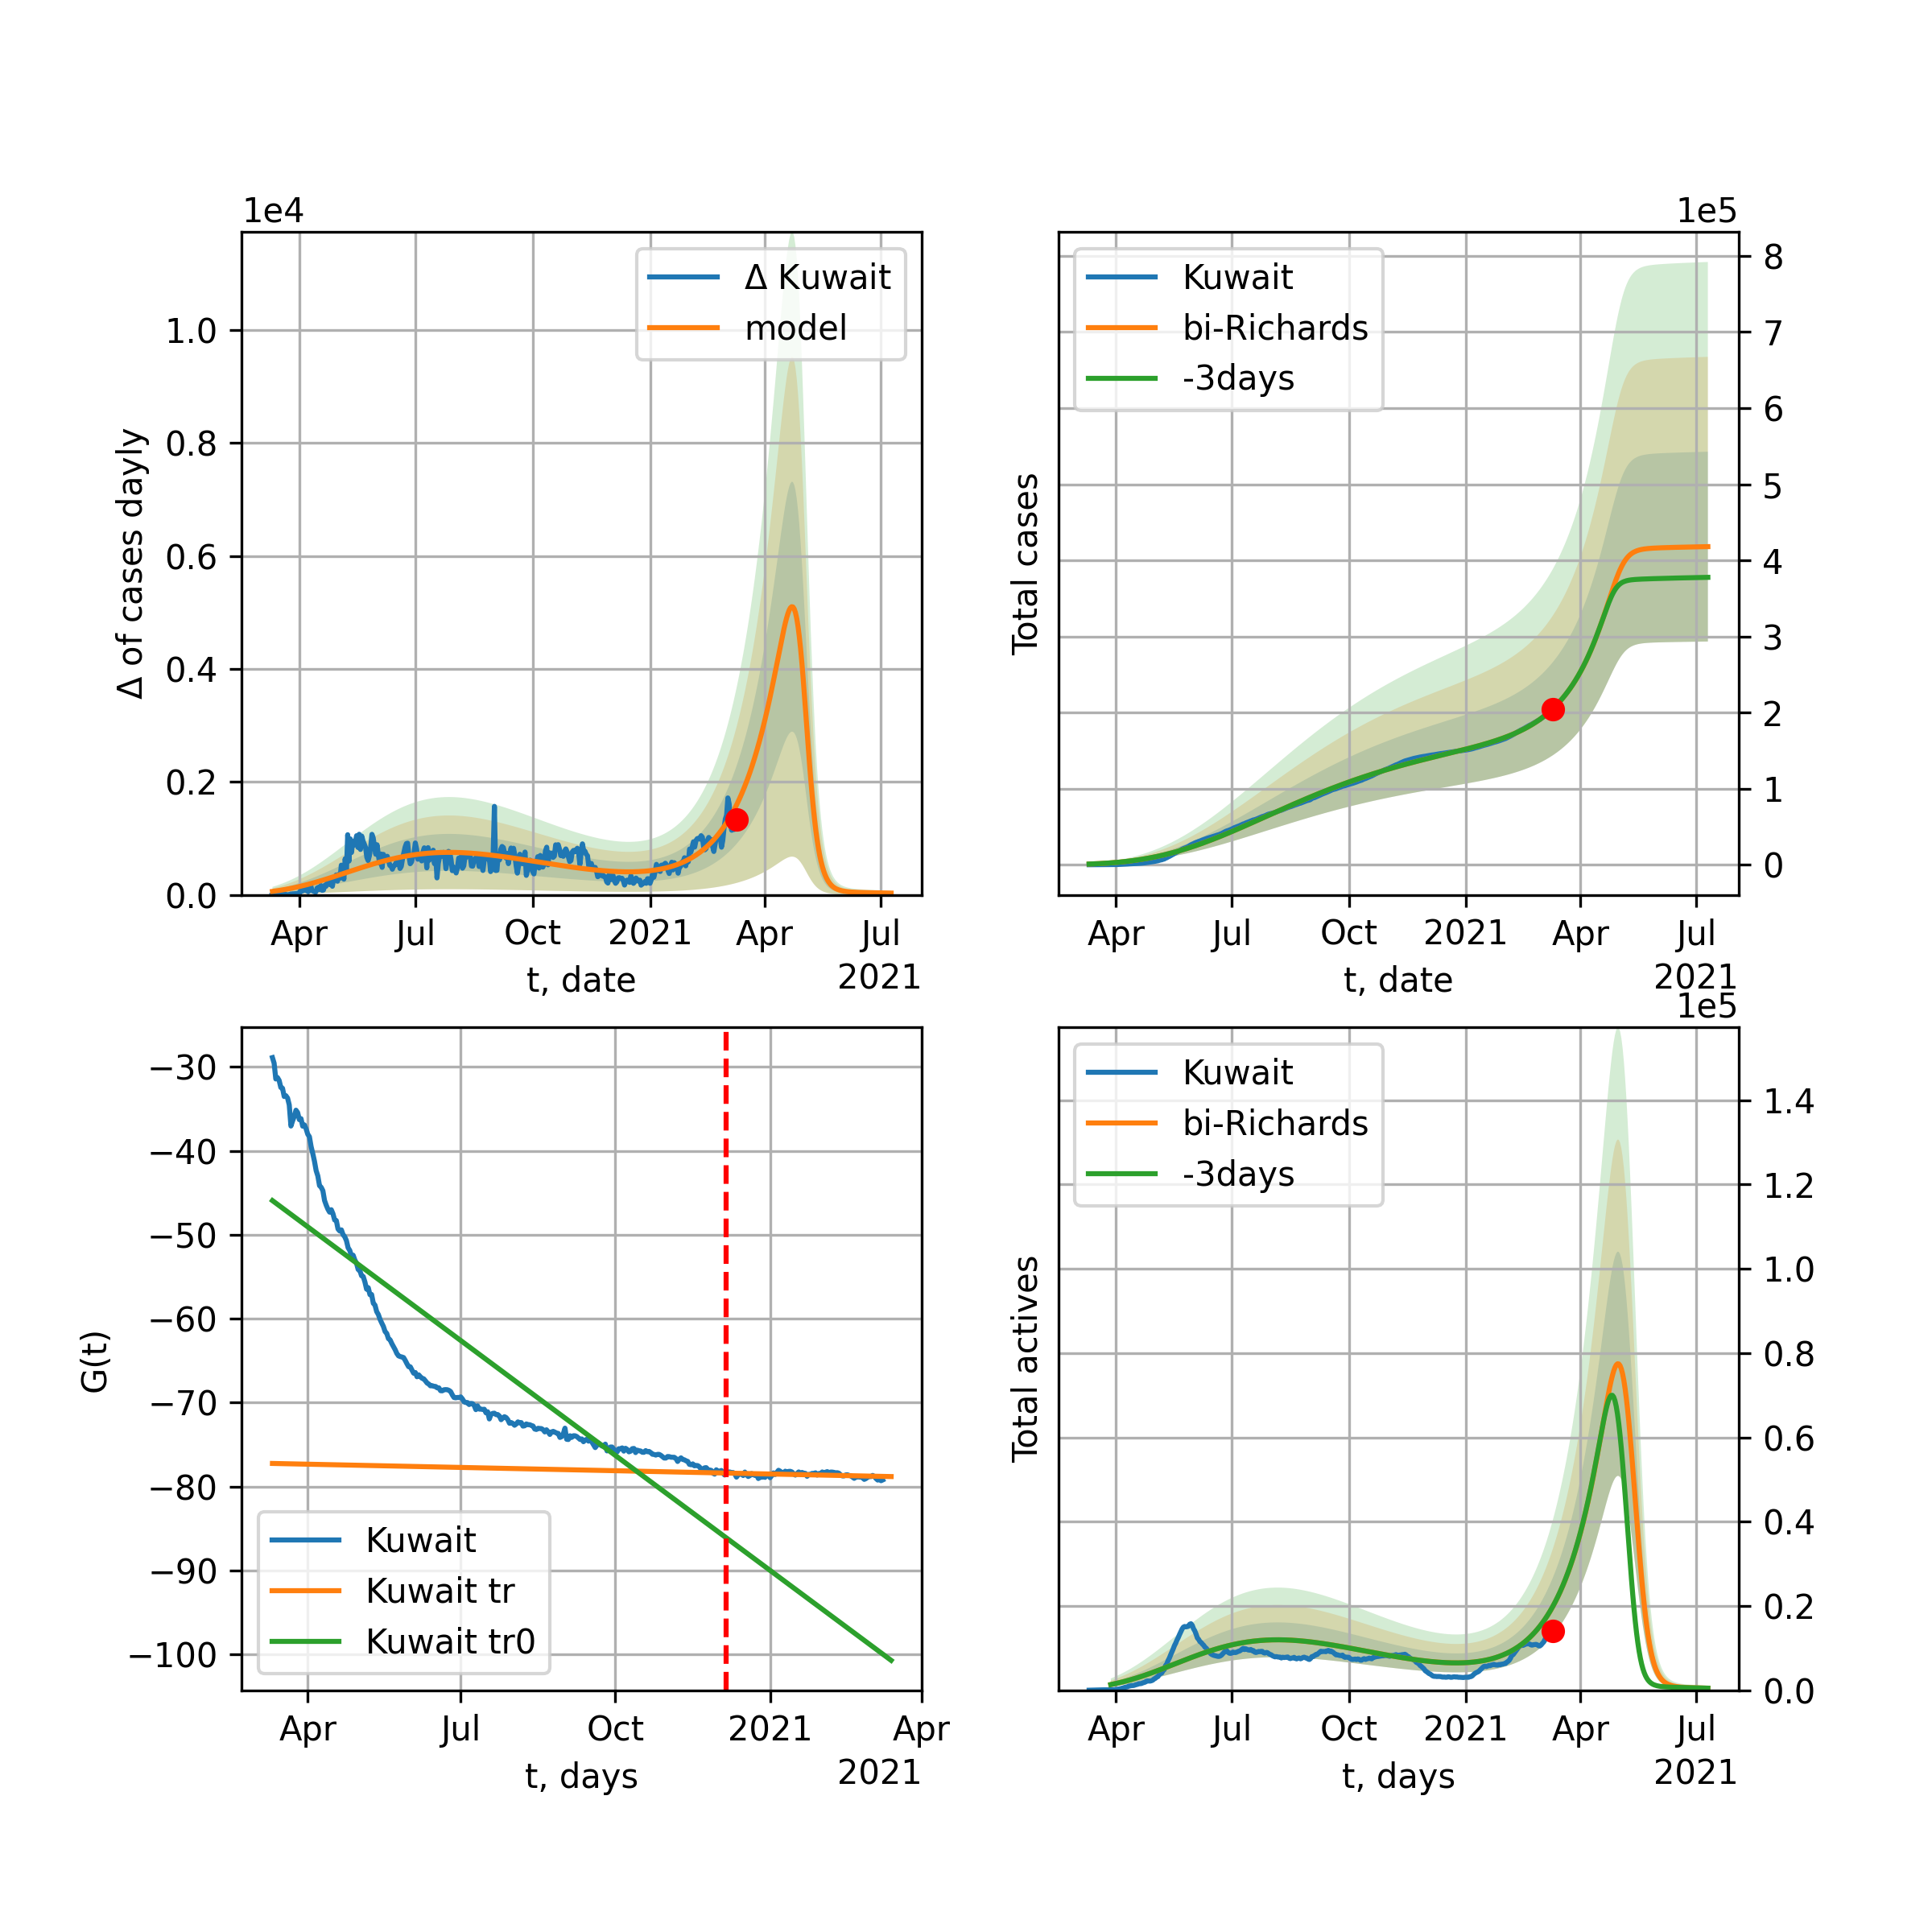 1e4
Δ Kuwait
model
1.0
0.8
0.6
0.4
0.2
0.0
Δ of cases dayly
Apr Jul Oct 2021 Apr Jul
t, date 2021
1e5
Kuwait
bi-Richards
-3days
8
7
6
5
4
3
2
1
0
Total cases
Apr Jul Oct 2021 Apr Jul
t, date 2021
−30
−40
−50
−60
−70
−80
−90
−100
G(t)
Kuwait
Kuwait tr
Kuwait tr0
Apr Jul Oct 2021 Apr
t, days 2021
1e5
Kuwait
bi-Richards
-3days
1.4
1.2
1.0
0.8
0.6
0.4
0.2
0.0
Total actives
Apr Jul Oct 2021 Apr Jul
t, days 2021